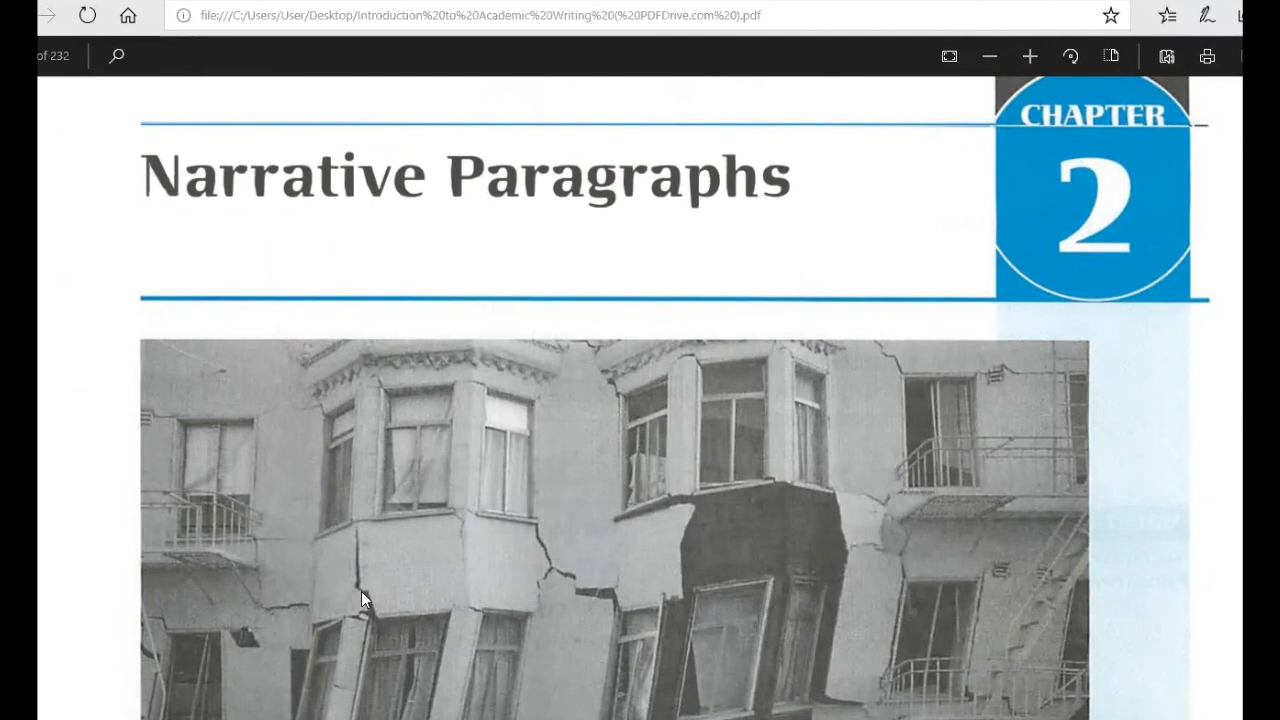 file:///C:/Users/User/Desktop/Introduction%20to%20Academic%20Writing%20(%20PDFDrive.com%20).pdf
of 232
CHAPTER
2
Narrative Paragraphs